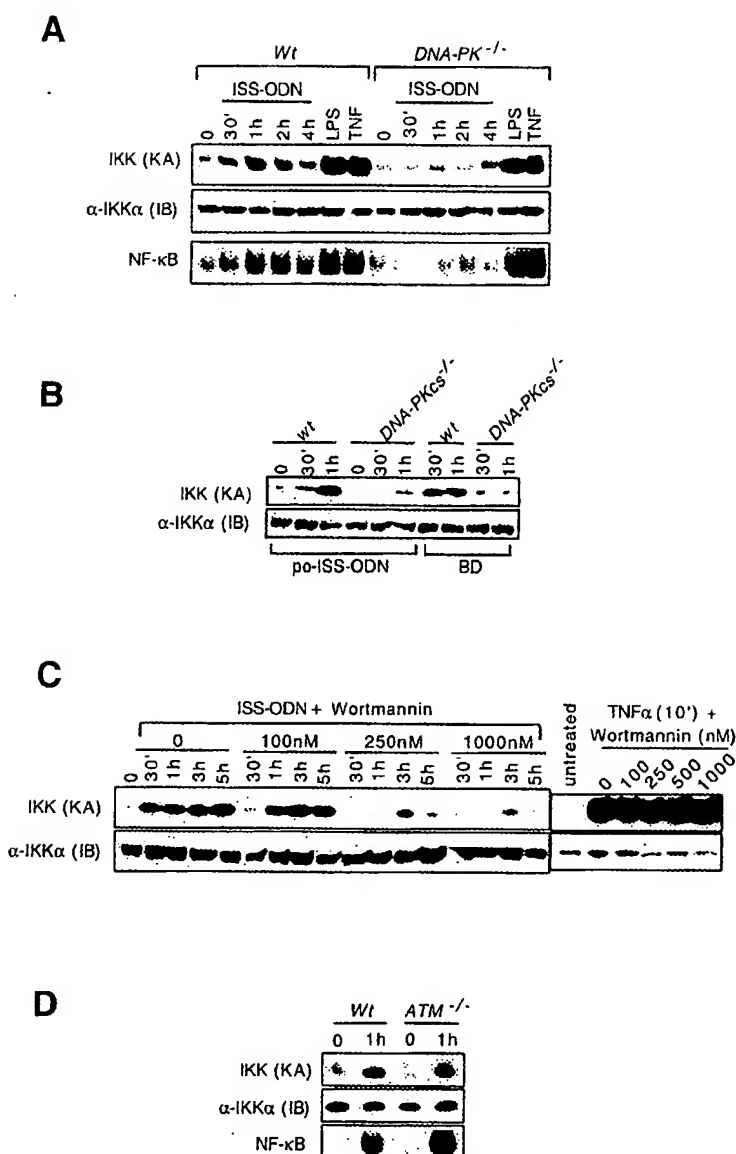 A
Wt DNA-PK -/-
ISS-ODN ISS-ODN
0 30' 1h 2h 4h LPS TNF 0 30' 1h 2h 4h LPS TNF
IKK (KA)
α-IKKα (IB)
NF-κB
B
wt DNA-PKcs-/- wt DNA-PKcs-/-
0 30' 1h 0 30' 1h 30' 1h 30' 1h
IKK (KA)
α-IKKα (IB)
po-ISS-ODN BD
C
ISS-ODN + Wortmannin untreated TNFα (10') +
0 100nM 250nM 1000nM Wortmannin (nM)
0 30' 1h 3h 5h 30' 1h 3h 5h 30' 1h 3h 5h 30' 1h 3h 5h 0 100 250 500 1000
IKK (KA)
α-IKKα (IB)
D
Wt ATM -/-
0 1h 0 1h
IKK (KA)
α-IKKα (IB)
NF-κB